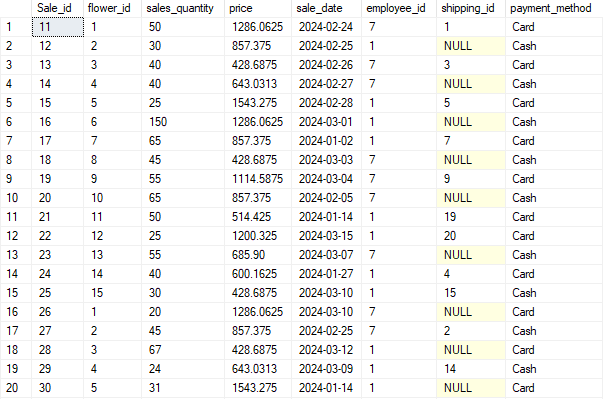 Sale_id flower_id sales_quantity price sale_date employee_id shipping_id payment_method
1 11 1 50 1286.0625 2024-02-24 7 1 Card
2 12 2 30 857.375 2024-02-25 1 NULL Cash
3 13 3 40 428.6875 2024-02-26 7 3 Card
4 14 4 40 643.0313 2024-02-27 7 NULL Cash
5 15 5 25 1543.275 2024-02-28 1 5 Card
6 16 6 150 1286.0625 2024-03-01 1 NULL Cash
7 17 7 65 857.375 2024-01-02 1 7 Card
8 18 8 45 428.6875 2024-03-03 7 NULL Cash
9 19 9 55 1114.5875 2024-03-04 7 9 Card
10 20 10 65 857.375 2024-02-05 7 NULL Cash
11 21 11 50 514.425 2024-01-14 1 19 Card
12 22 12 25 1200.325 2024-03-15 1 20 Card
13 23 13 55 685.90 2024-03-07 7 NULL Cash
14 24 14 40 600.1625 2024-01-27 1 4 Card
15 25 15 30 428.6875 2024-03-10 1 15 Cash
16 26 1 20 1286.0625 2024-03-10 7 NULL Card
17 27 2 45 857.375 2024-02-25 7 2 Cash
18 28 3 67 428.6875 2024-03-12 1 NULL Card
19 29 4 24 643.0313 2024-03-09 1 14 Cash
20 30 5 31 1543.275 2024-01-14 1 NULL Card